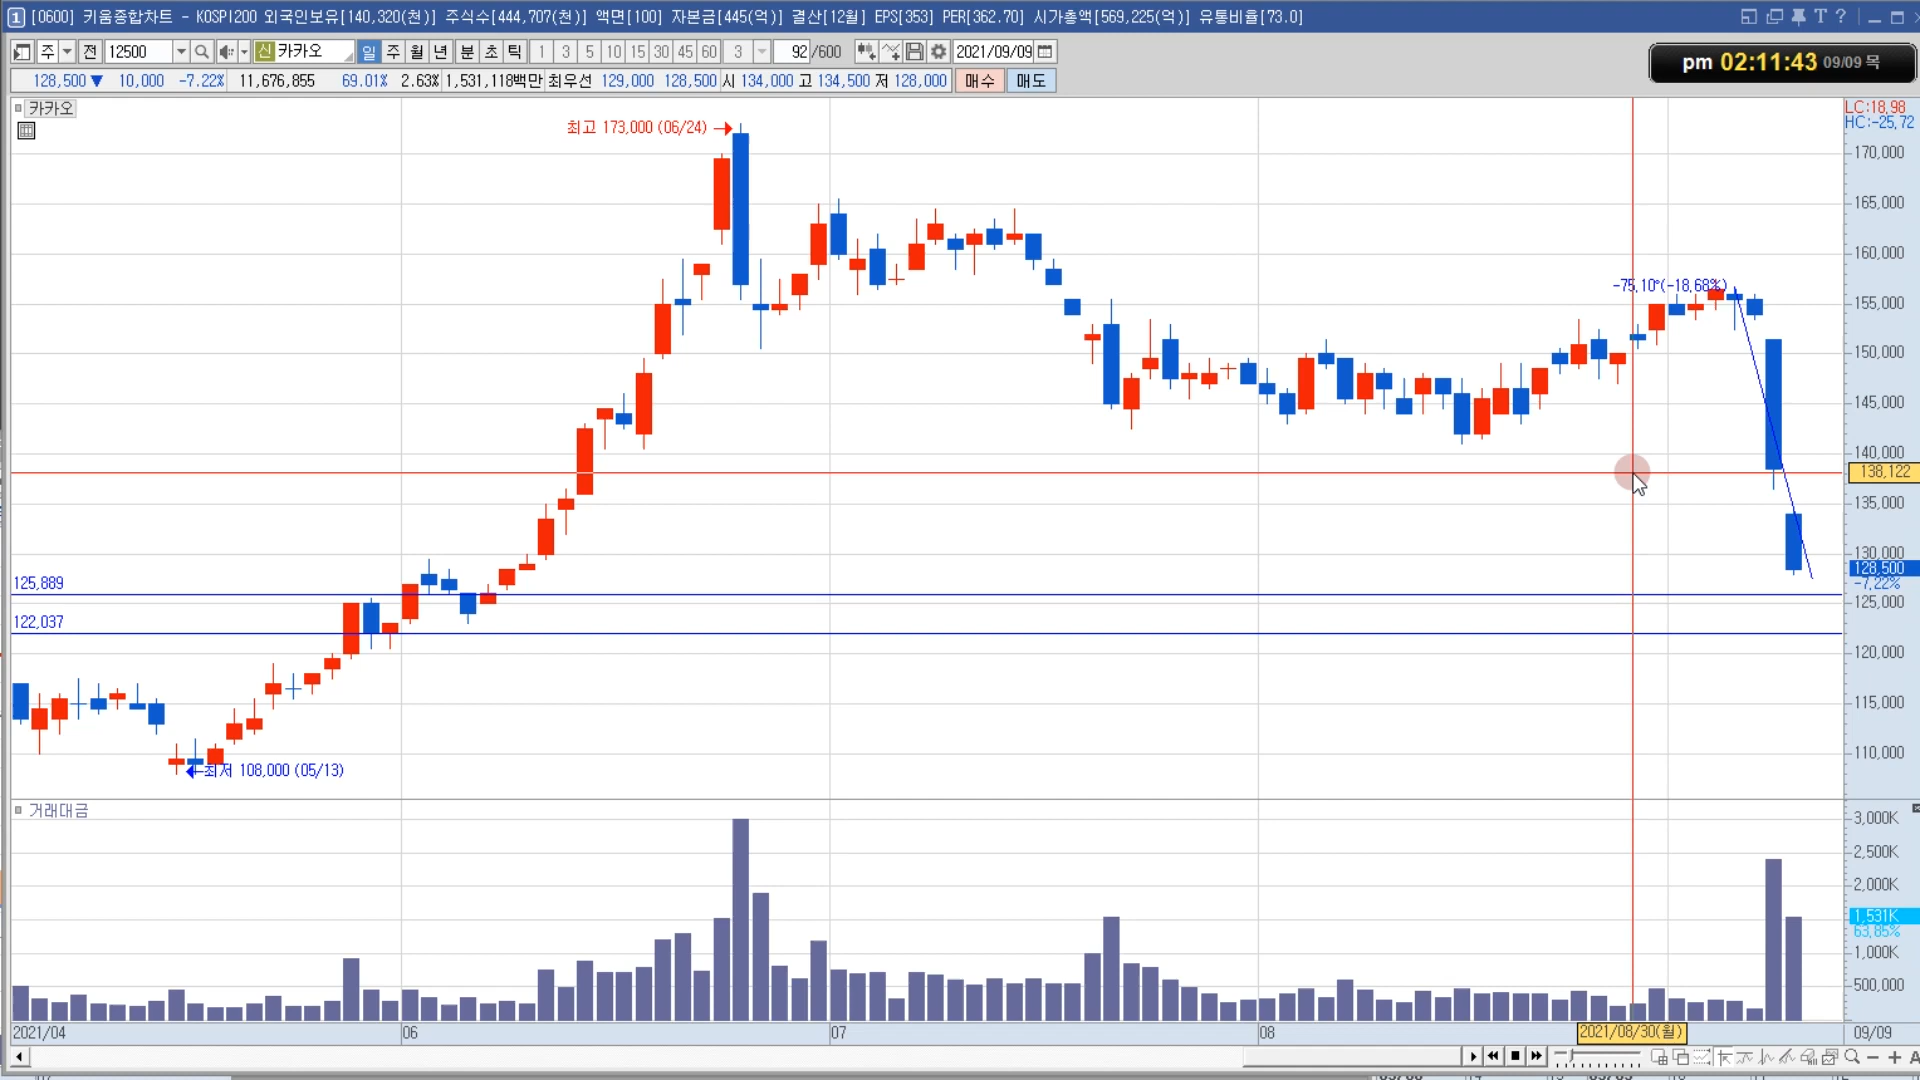 1 [0600] 키움종합차트 - KOSPI200 외국인보유[140,320(천)] 주식수[444,707(천)] 액면[100] 자본금[445(억)] 결산[12월] EPS[353] PER[362.70] 시가총액[569,225(억)] 유통비율[73.0]
주 전 12500 신 카카오 일 주 월 년 분 초 틱 1 3 5 10 15 30 45 60 3 92 /600 2021/09/09
pm 02:11:43 09/09 목
128,500 ▼ 10,000 -7.22% 11,676,855 69.01% 2.63% 1,531,118백만 최우선 129,000 128,500 시 134,000 고 134,500 저 128,000 매수 매도
카카오
LC:18,98
HC:-25,72
최고 173,000 (06/24)
170,000
165,000
160,000
-75,10°(-18,68%)
155,000
150,000
145,000
140,000
138,122
135,000
130,000
128,500
-7,22%
125,889
125,000
122,037
120,000
115,000
110,000
최저 108,000 (05/13)
거래대금
3,000K
2,500K
2,000K
1,531K
63,85%
1,000K
500,000
2021/04 06 07 08 2021/08/30(월) 09/09